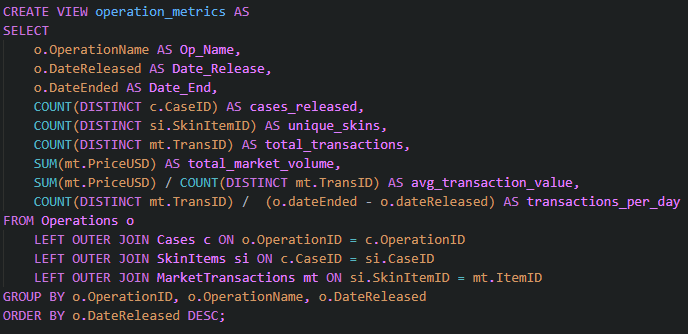 CREATE VIEW operation_metrics AS
SELECT
o.OperationName AS Op_Name,
o.DateReleased AS Date_Release,
o.DateEnded AS Date_End,
COUNT(DISTINCT c.CaseID) AS cases_released,
COUNT(DISTINCT si.SkinItemID) AS unique_skins,
COUNT(DISTINCT mt.TransID) AS total_transactions,
SUM(mt.PriceUSD) AS total_market_volume,
SUM(mt.PriceUSD) / COUNT(DISTINCT mt.TransID) AS avg_transaction_value,
COUNT(DISTINCT mt.TransID) /  (o.dateEnded - o.dateReleased) AS transactions_per_day
FROM Operations o
LEFT OUTER JOIN Cases c ON o.OperationID = c.OperationID
LEFT OUTER JOIN SkinItems si ON c.CaseID = si.CaseID
LEFT OUTER JOIN MarketTransactions mt ON si.SkinItemID = mt.ItemID
GROUP BY o.OperationID, o.OperationName, o.DateReleased
ORDER BY o.DateReleased DESC;